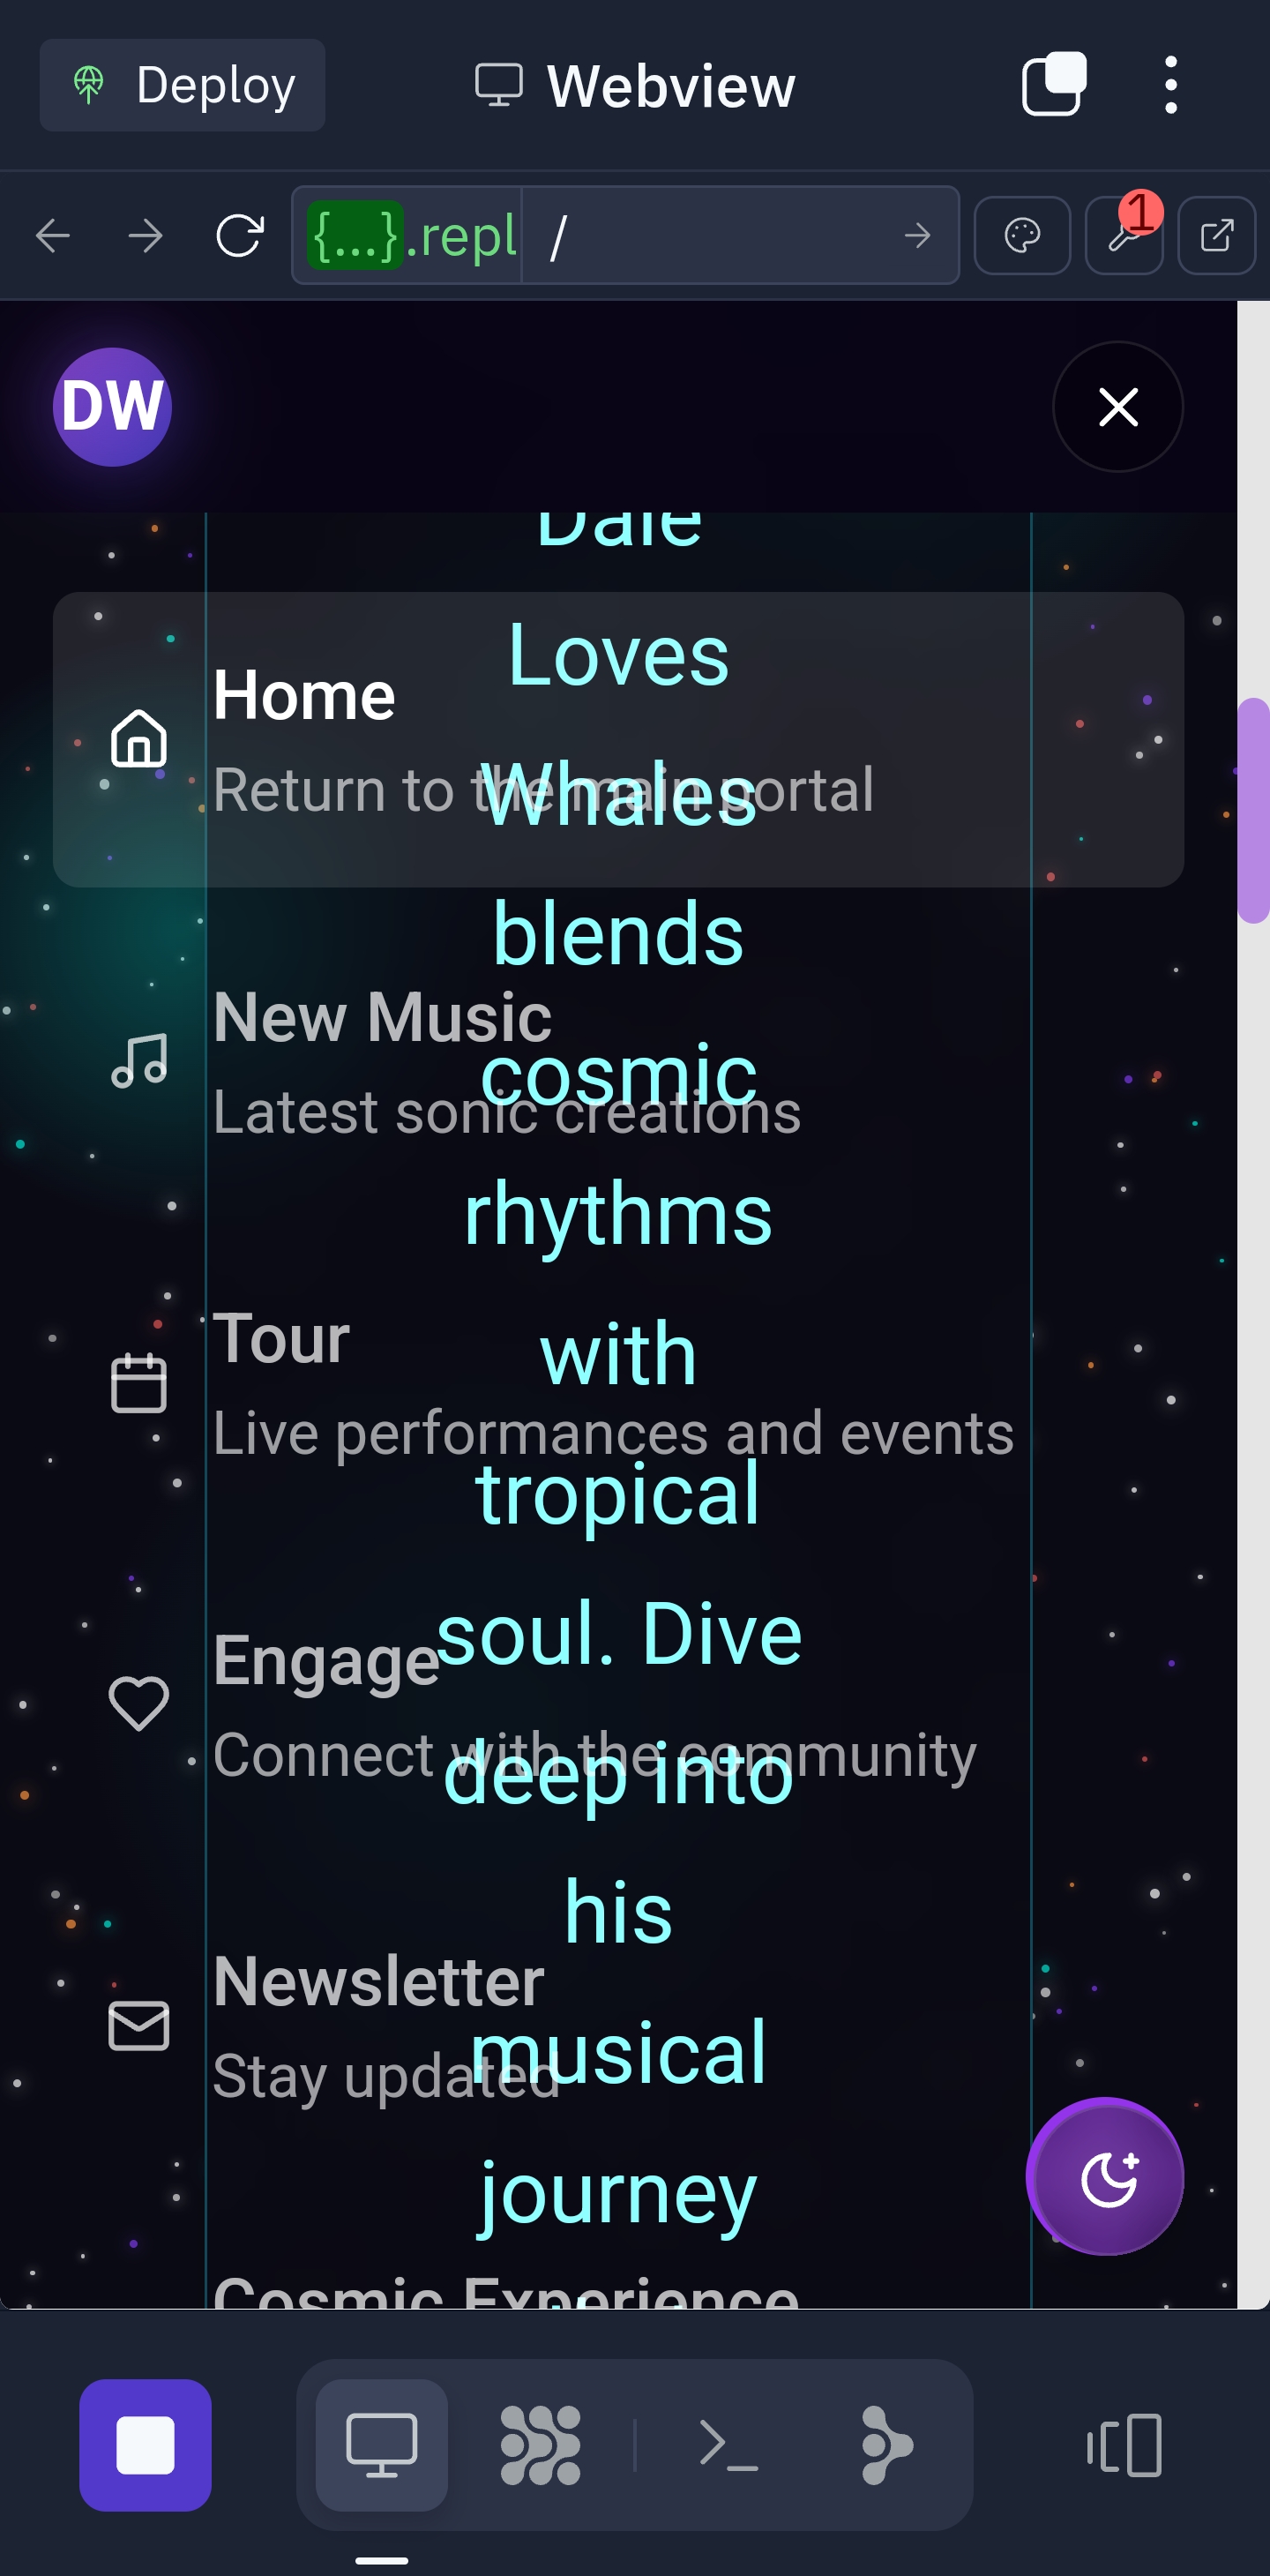 Deploy
Webview
{...}.repl /
1
DW
Dale
Loves
Home
Whales
Return to the main portal
blends
New Music
cosmic
Latest sonic creations
rhythms
Tour
with
Live performances and events
tropical
soul. Dive
Engage
Connect with the community
deep into
his
Newsletter
musical
Stay updated
journey
Cosmic Experience